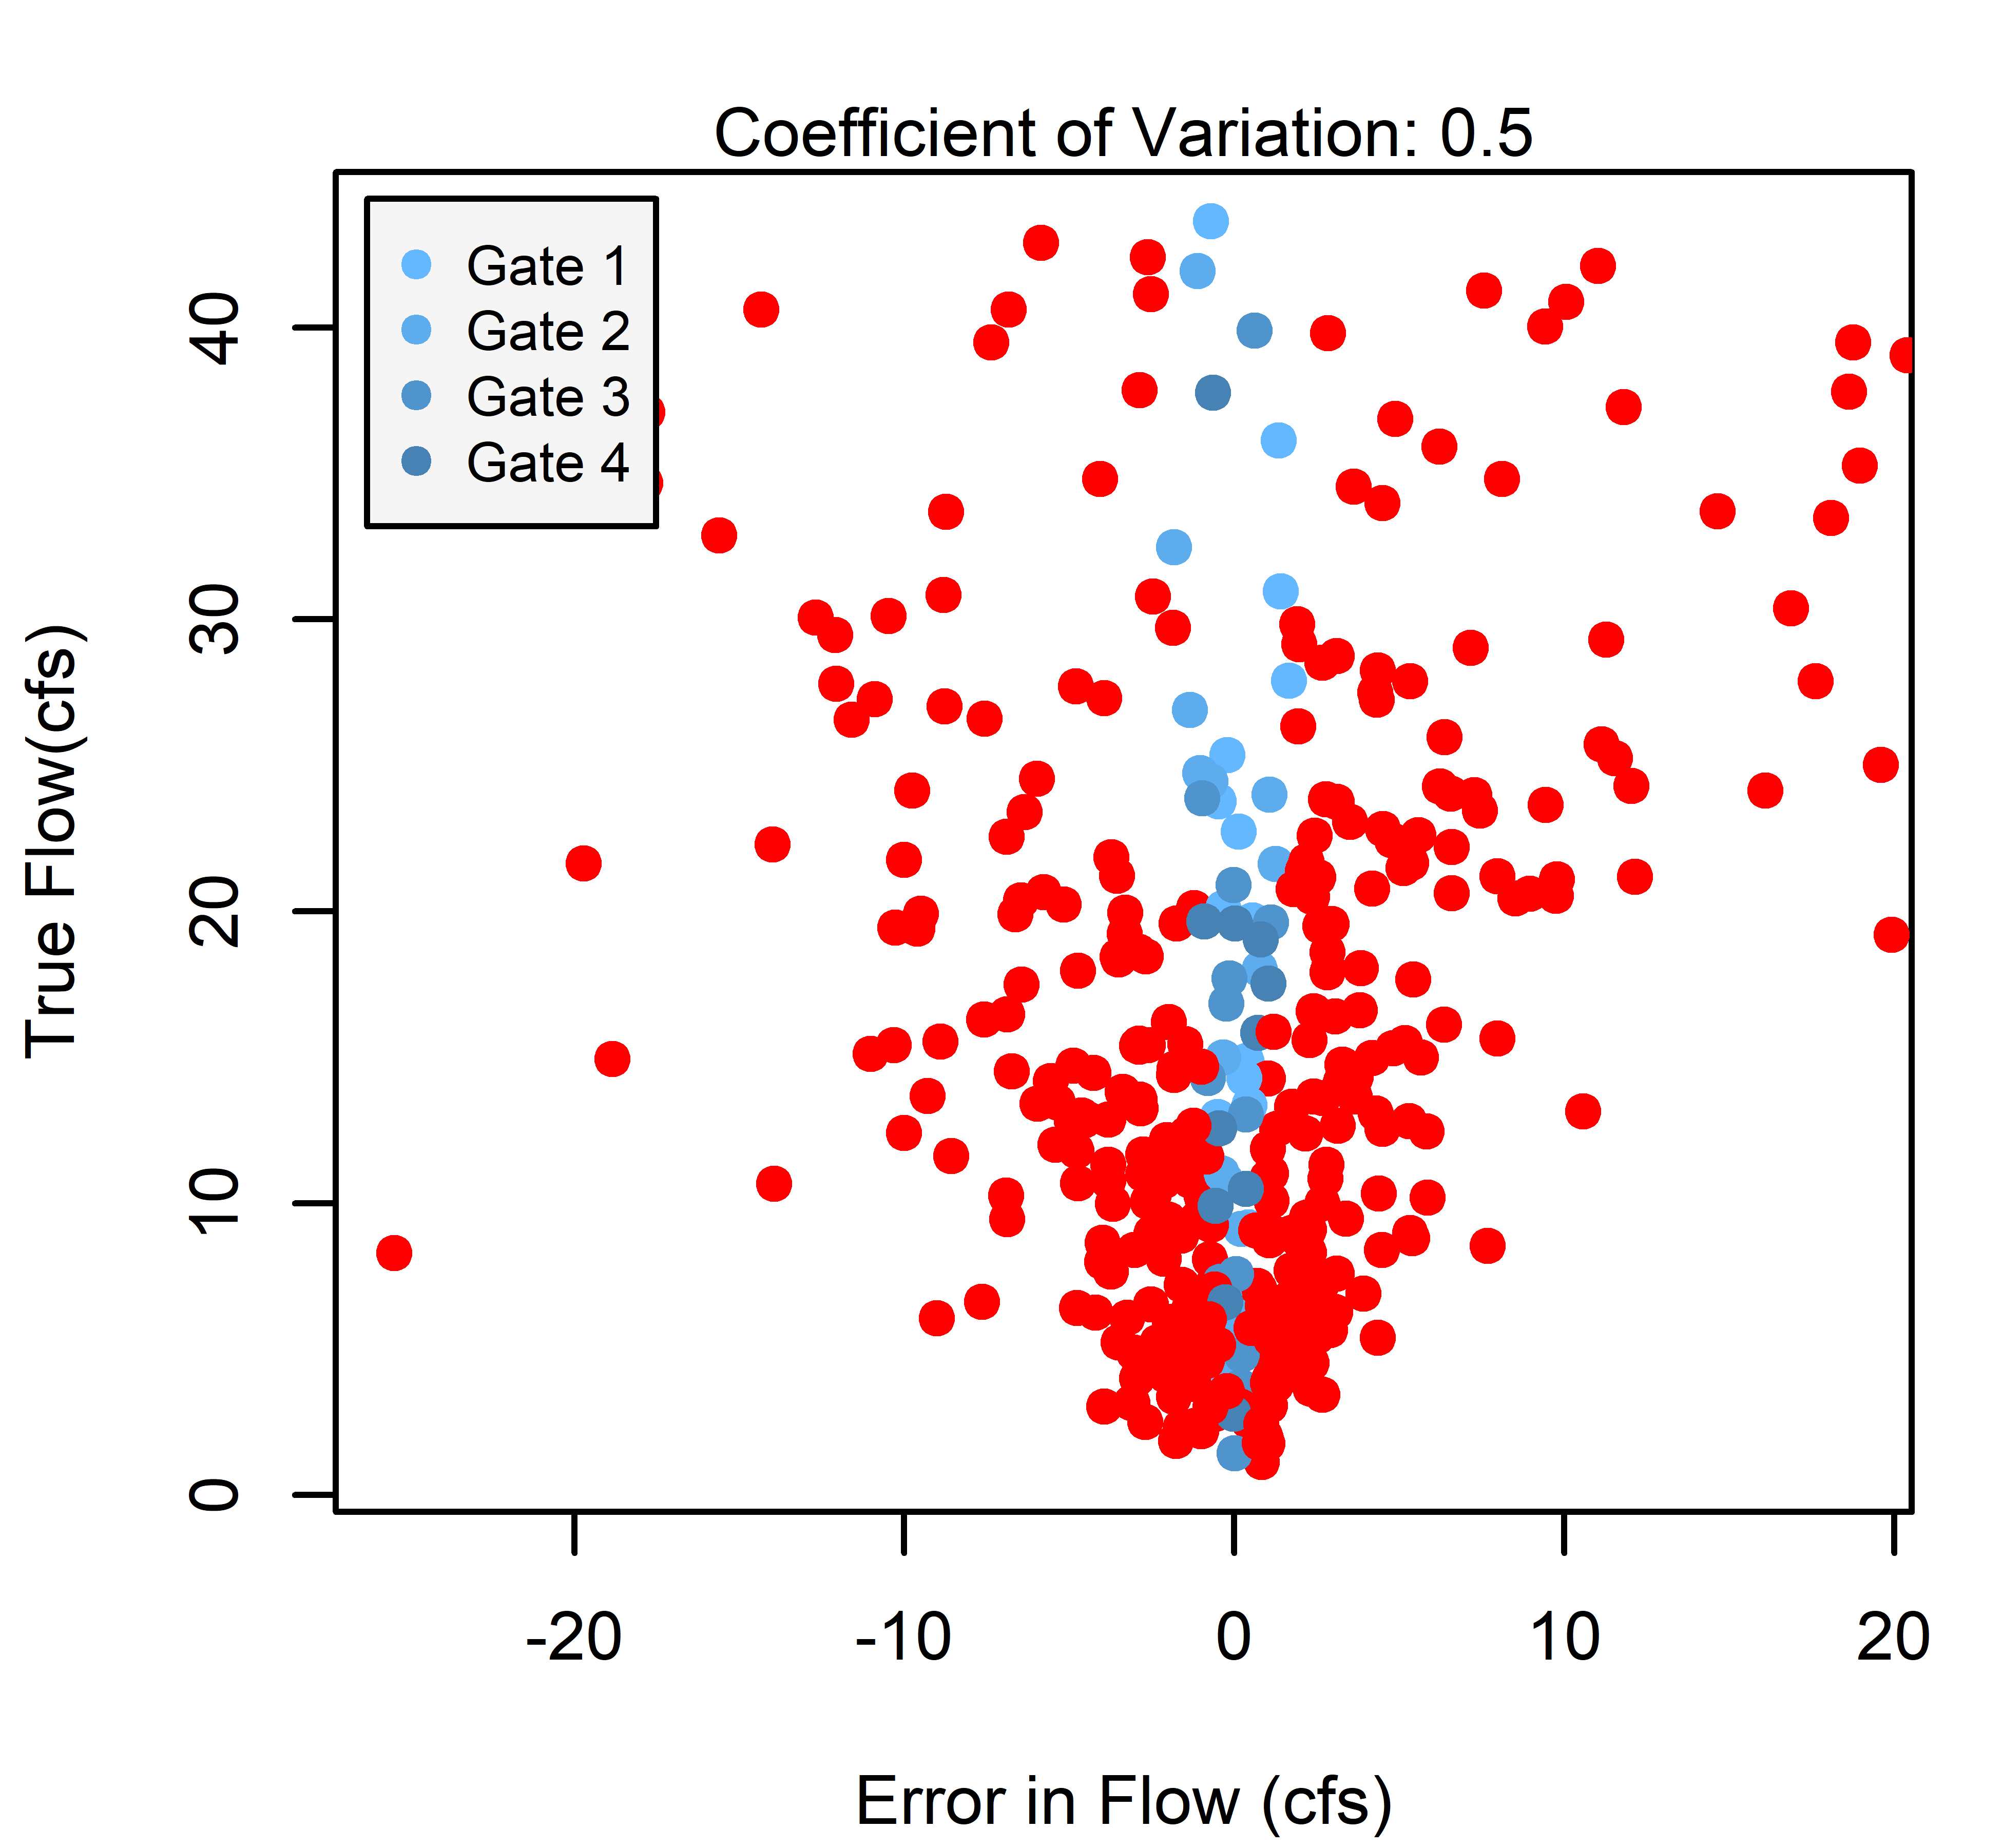 Coefficient of Variation: 0.5
Gate 1
Gate 2
Gate 3
Gate 4
True Flow(cfs)
40
30
20
10
0
-20 -10 0 10 20
Error in Flow (cfs)